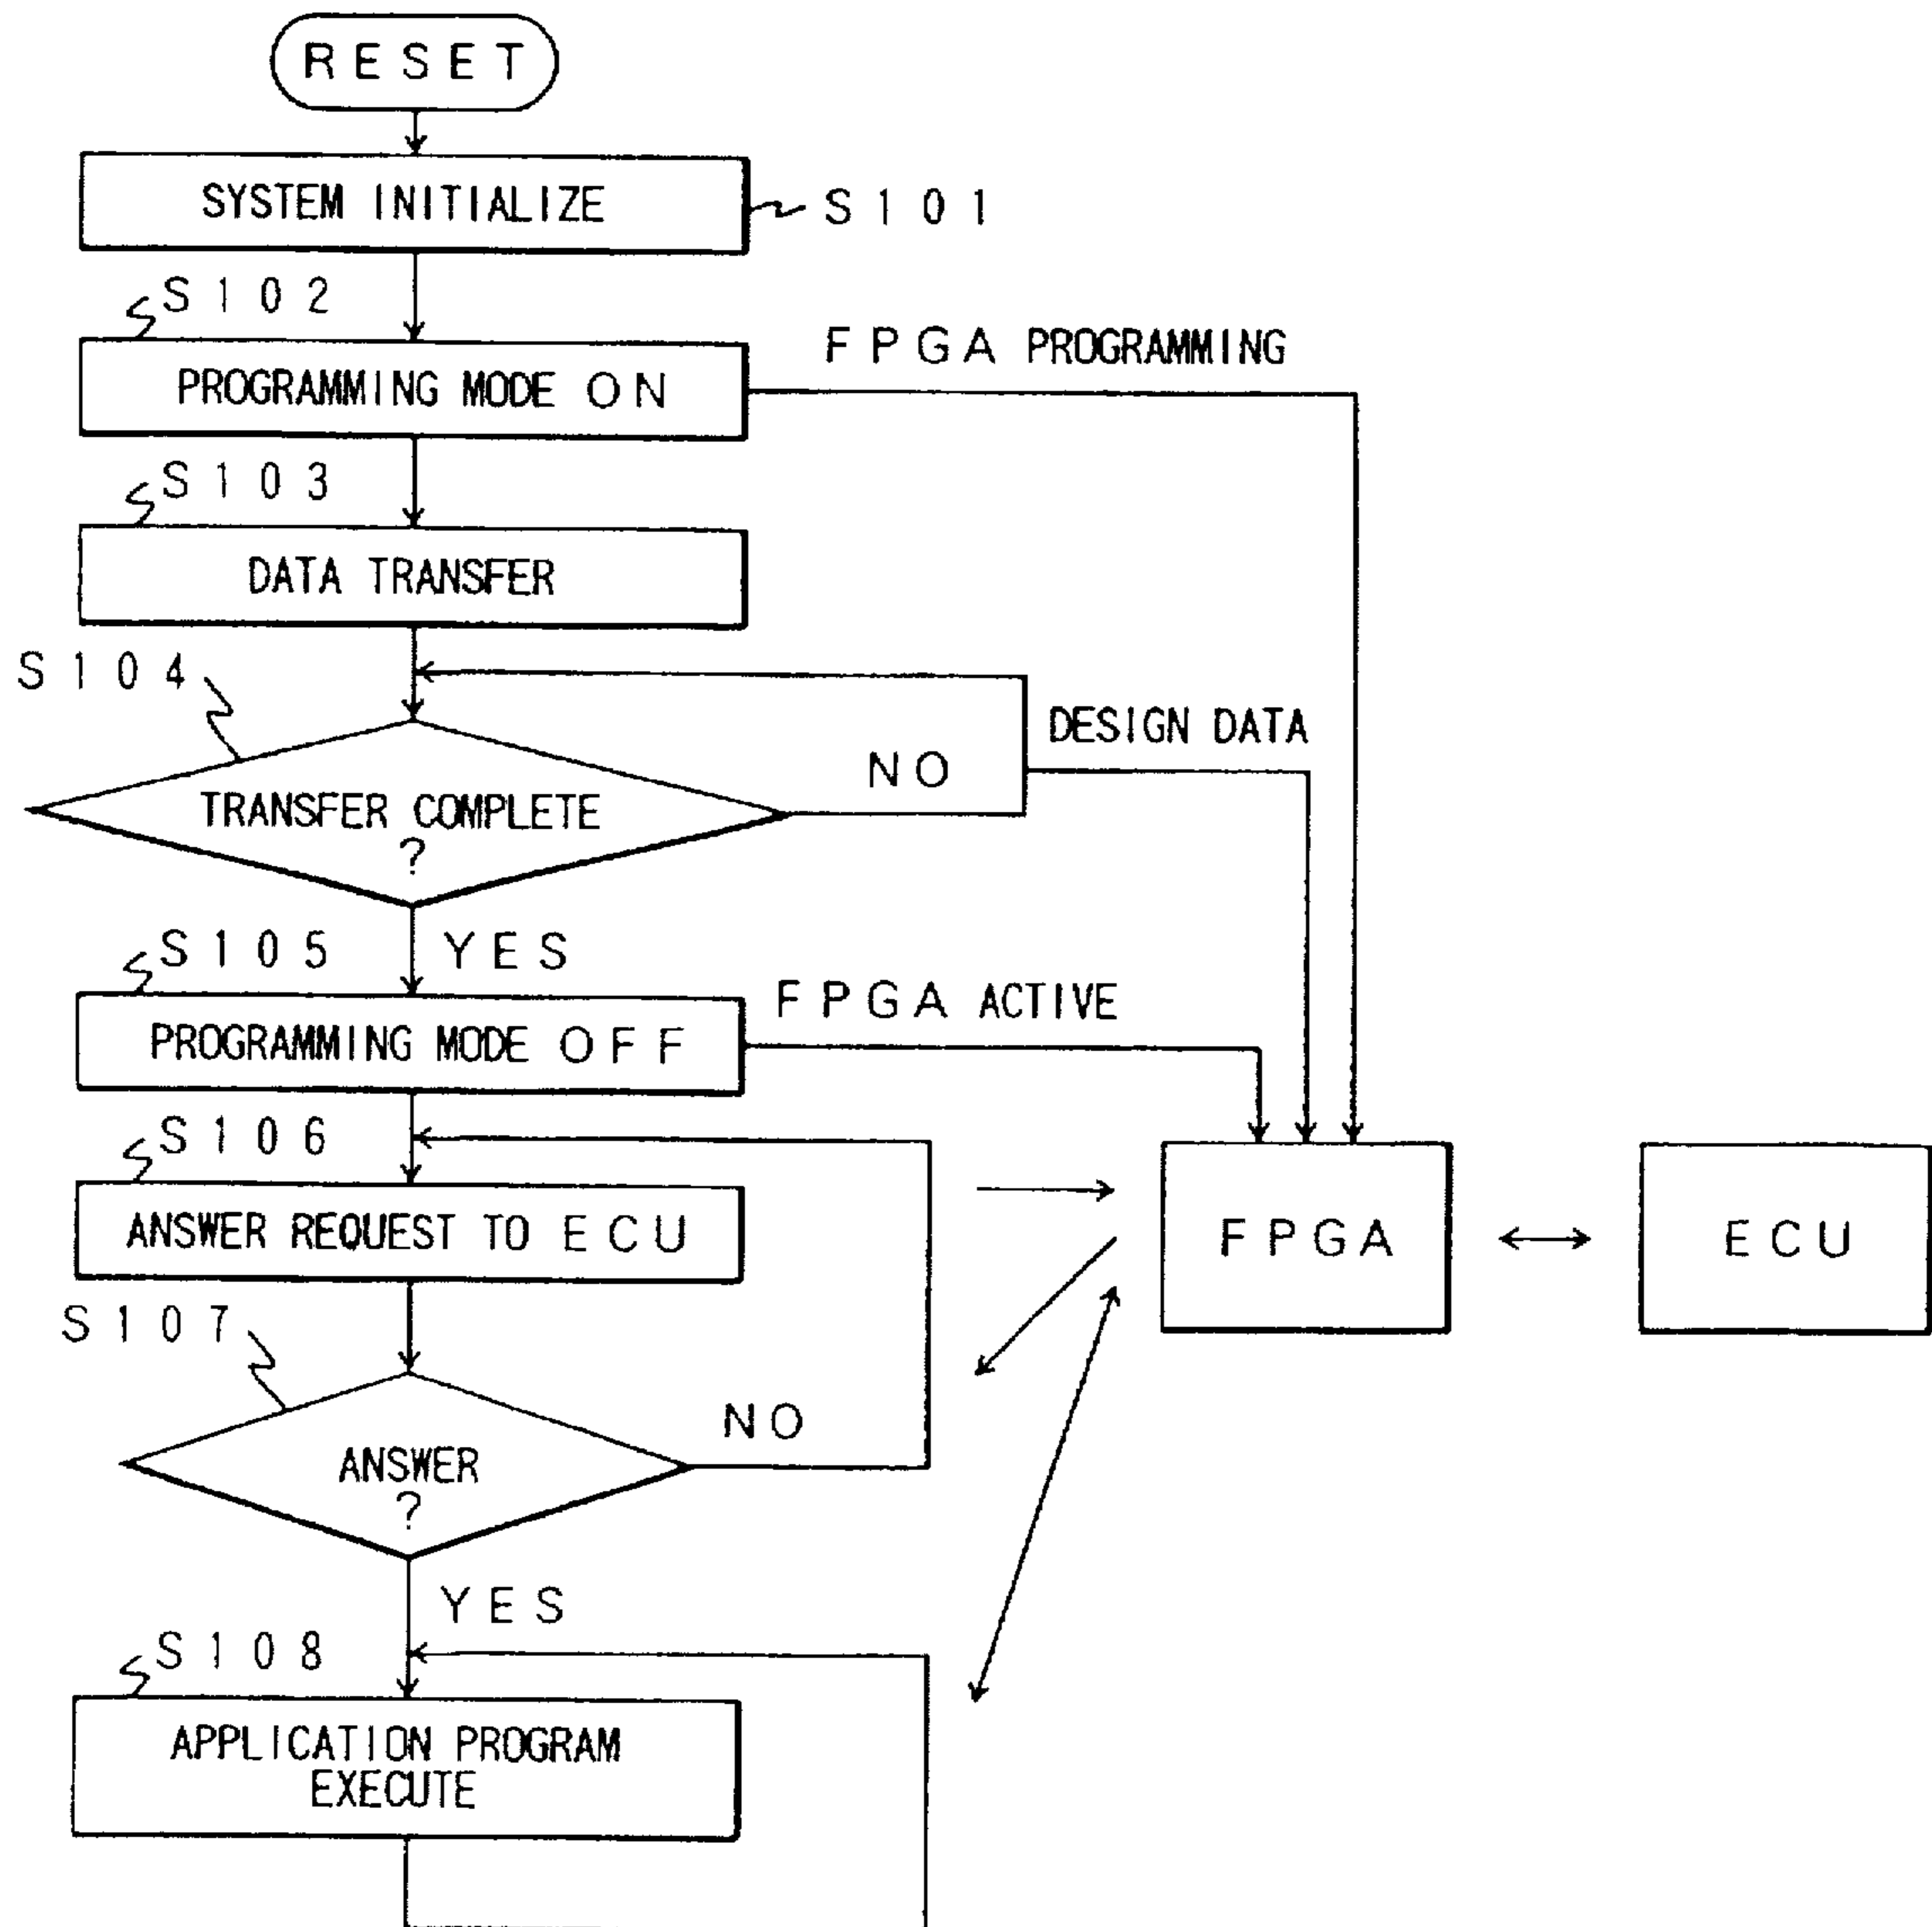 RESET
SYSTEM INITIALIZE
S101
S102
PROGRAMMING MODE ON
FPGA PROGRAMMING
S103
DATA TRANSFER
S104
DESIGN DATA
NO
TRANSFER COMPLETE
?
S105
YES
PROGRAMMING MODE OFF
FPGA ACTIVE
S106
ANSWER REQUEST TO ECU
FPGA
ECU
S107
NO
ANSWER
?
YES
S108
APPLICATION PROGRAM
EXECUTE